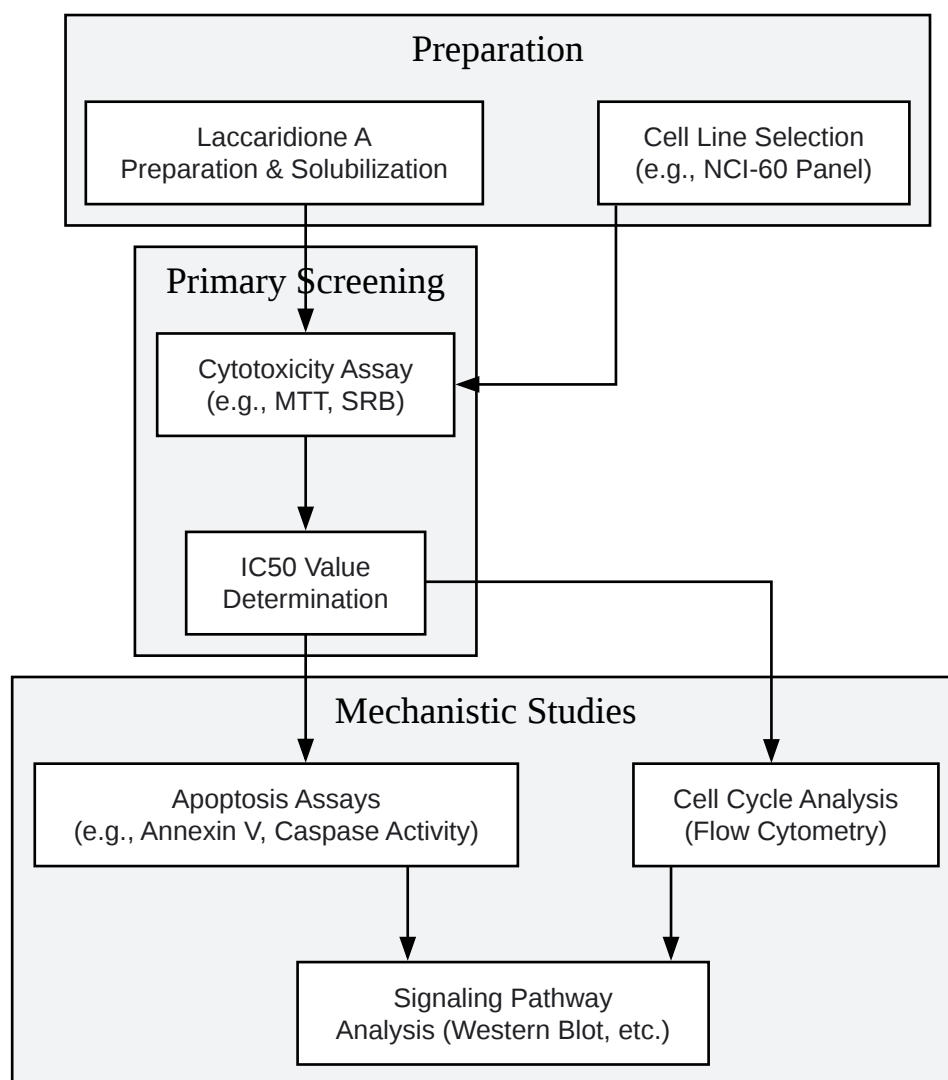 Preparation
Laccaridione A
Preparation & Solubilization
Cell Line Selection
(e.g., NCI-60 Panel)
Primary Screening
Cytotoxicity Assay
(e.g., MTT, SRB)
IC50 Value
Determination
Mechanistic Studies
Apoptosis Assays
(e.g., Annexin V, Caspase Activity)
Cell Cycle Analysis
(Flow Cytometry)
Signaling Pathway
Analysis (Western Blot, etc.)